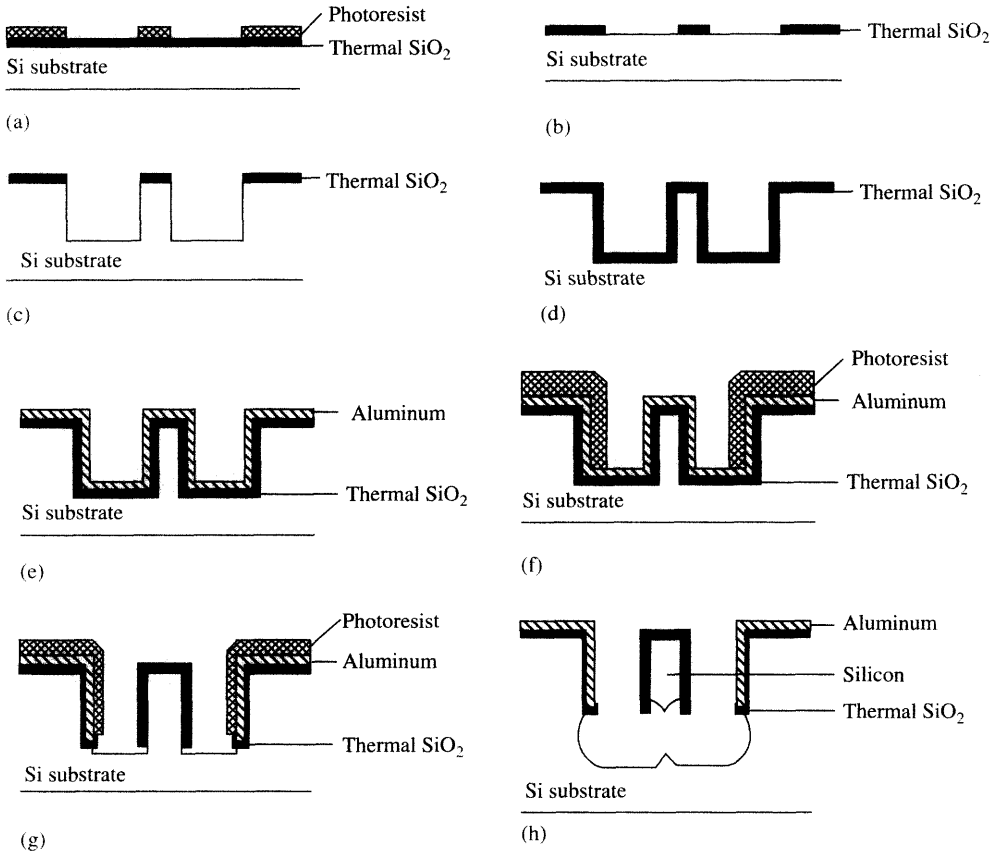 Photoresist
Thermal SiO₂
Si substrate
(a)
Thermal SiO₂
Si substrate
(b)
Thermal SiO₂
Si substrate
(c)
Thermal SiO₂
Si substrate
(d)
Aluminum
Thermal SiO₂
Si substrate
(e)
Photoresist
Aluminum
Thermal SiO₂
Si substrate
(f)
Photoresist
Aluminum
Thermal SiO₂
Si substrate
(g)
Aluminum
Silicon
Thermal SiO₂
Si substrate
(h)